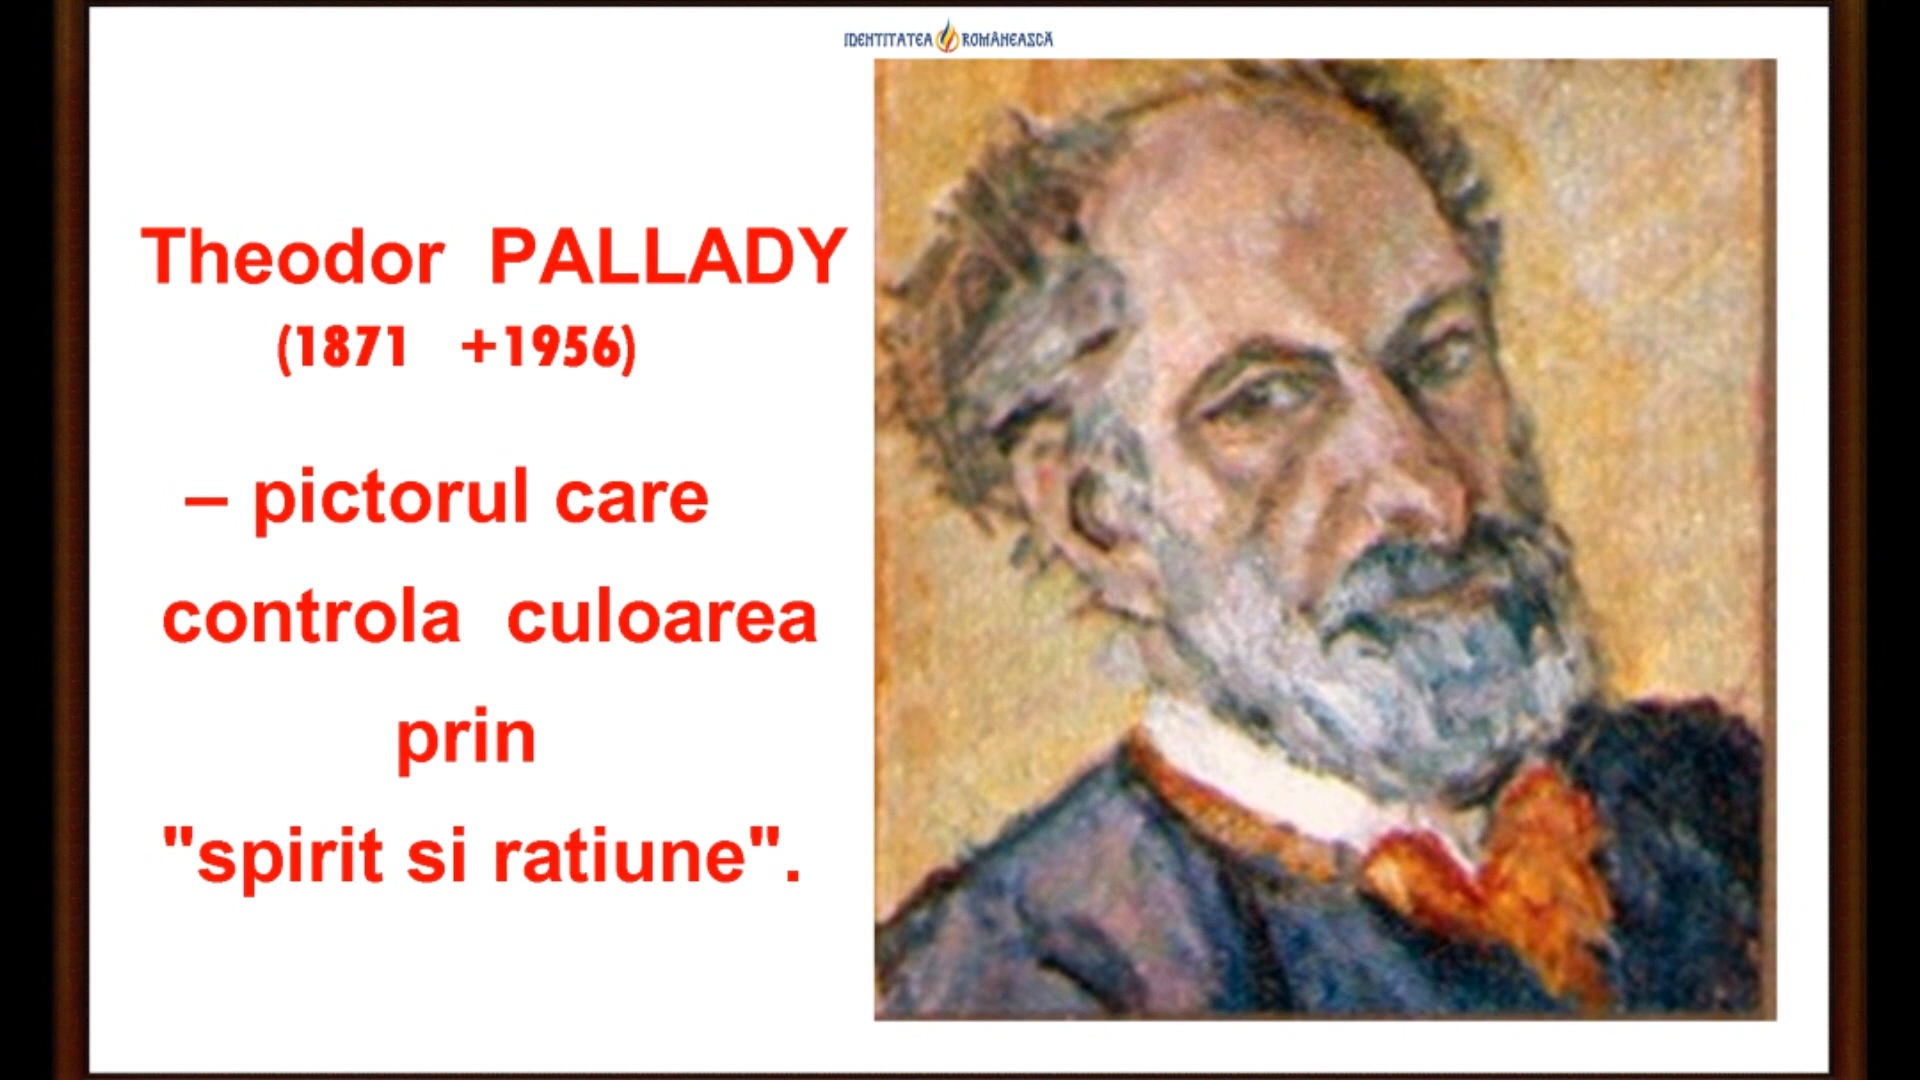 IDENTITATEA ROMÂNEASCĂ
Theodor PALLADY
(1871 +1956)
– pictorul care
controla culoarea
prin
"spirit si ratiune".